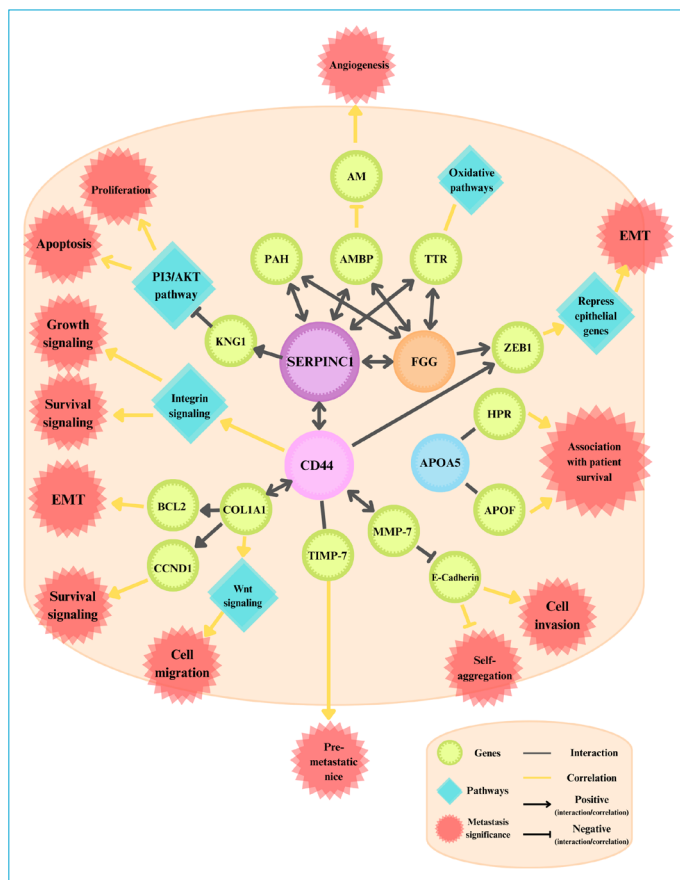 Angiogenesis
AM
Oxidative
pathways
Proliferation
EMT
Apoptosis
PI3/AKT
pathway
PAH
AMBP
TTR
Repress
epithelial
genes
Growth
signaling
KNG1
SERPINC1
FGG
ZEB1
Survival
signaling
Integrin
signaling
HPR
CD44
APOA5
Association
with patient
survival
EMT
BCL2
COL1A1
APOF
MMP-7
TIMP-7
CCND1
E-Cadherin
Survival
signaling
Wnt
signaling
Cell
invasion
Cell
migration
Self-
aggregation
Pre-
metastatic
nice
Genes
Interaction
Correlation
Pathways
Positive
(interaction/correlation)
Metastasis
significance
Negative
(interaction/correlation)